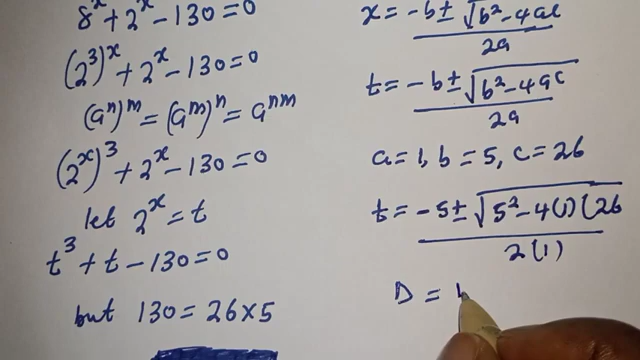 8^x + 2^x - 130 = 0
(2^3)^x + 2^x - 130 = 0
(a^n)^m = (a^m)^n = a^nm
(2^x)^3 + 2^x - 130 = 0
let 2^x = t
t^3 + t - 130 = 0
but 130 = 26 × 5
x = -b ± √b^2 - 4ac
2a
t = -b ± √b^2 - 4ac
2a
a = 1, b = 5, c = 26
t = -5 ± √5^2 - 4(1)(26
2(1)
D =